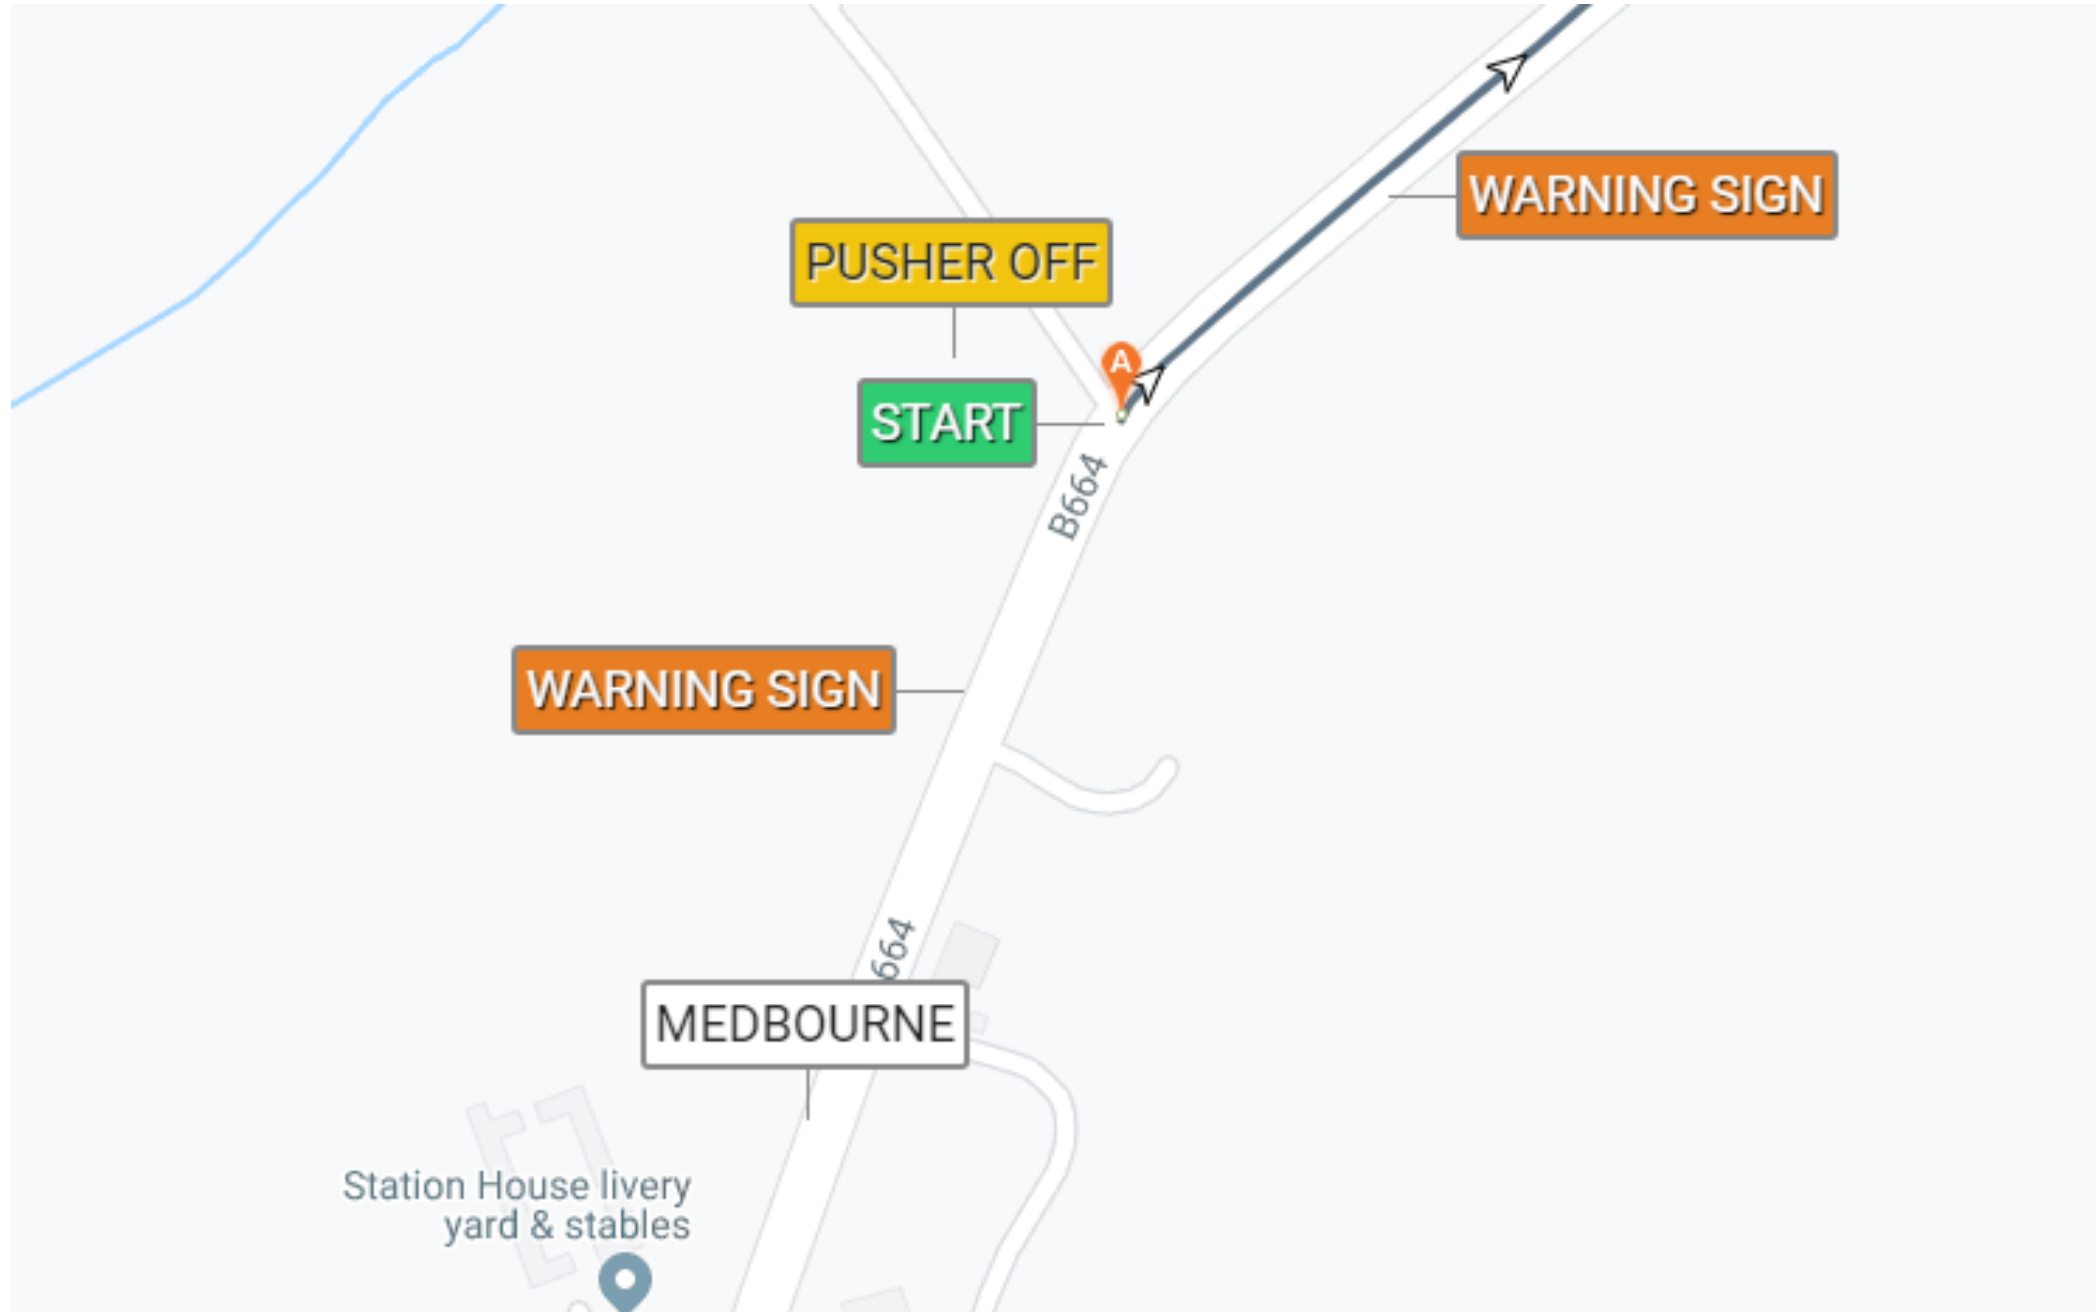 WARNING SIGN
PUSHER OFF
A
START
B664
WARNING SIGN
664
MEDBOURNE
Station House livery
yard & stables